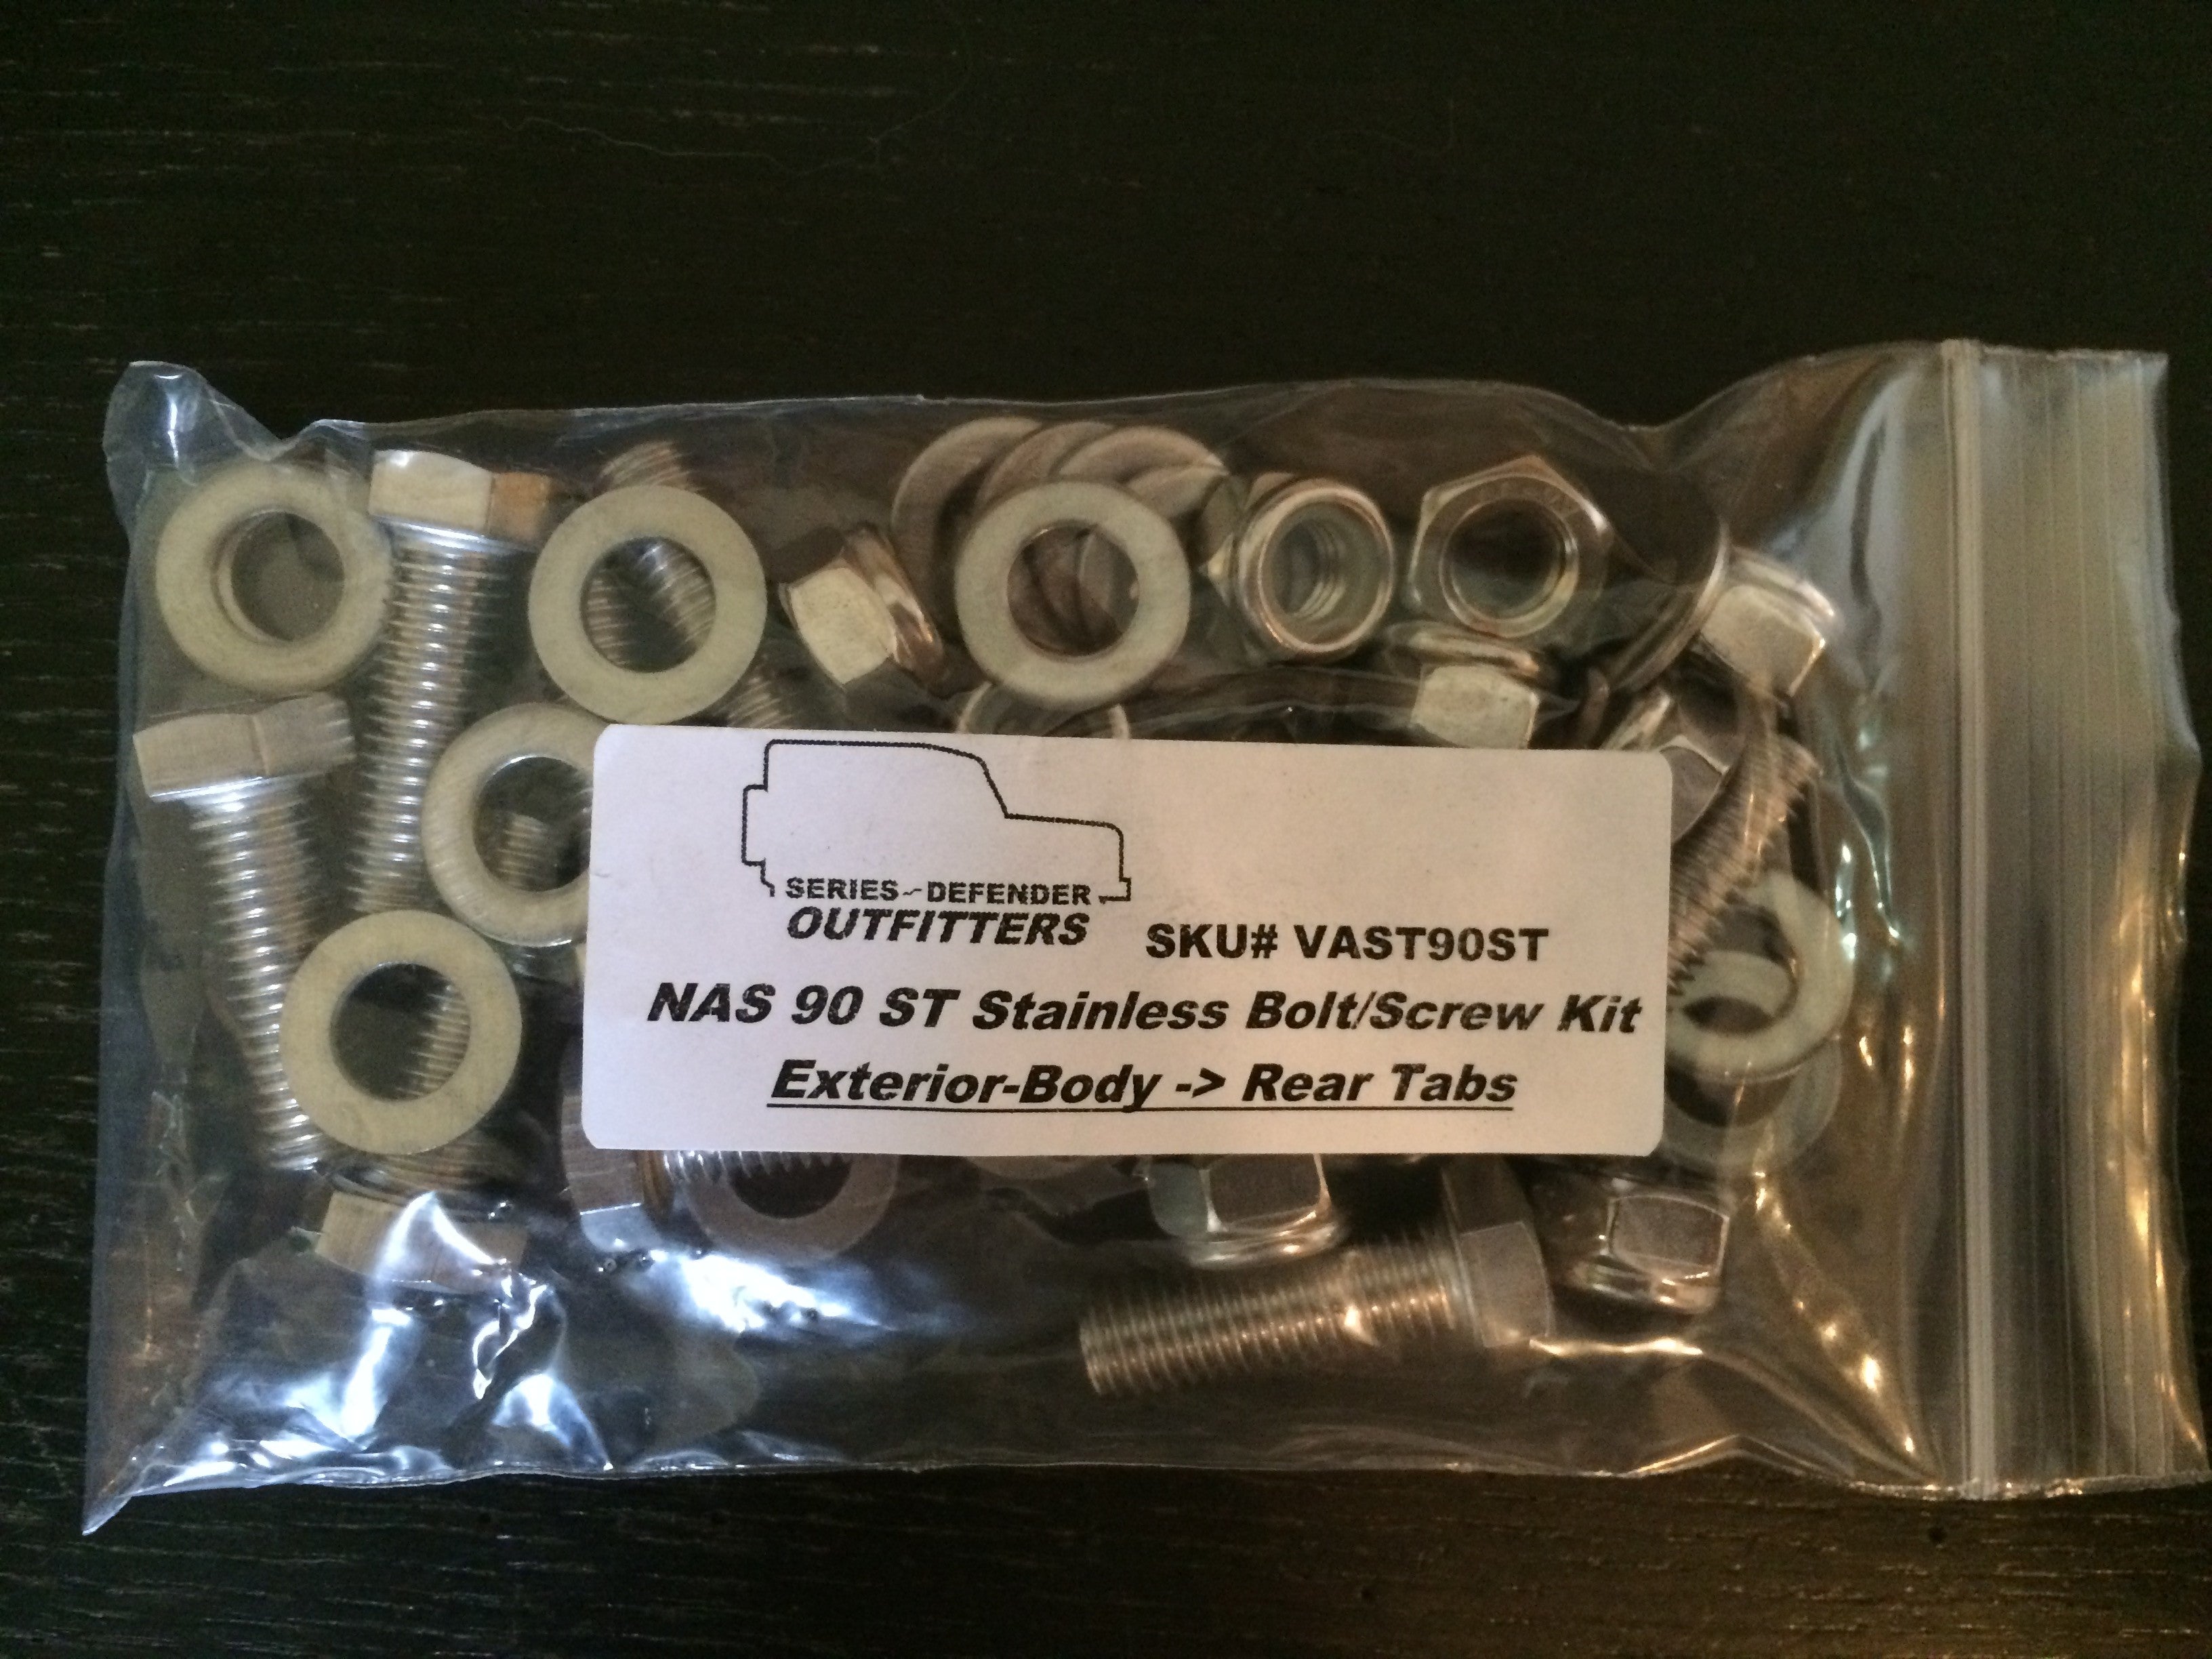 SERIES~DEFENDER
OUTFITTERS
SKU# VAST90ST
NAS 90 ST Stainless Bolt/Screw Kit
Exterior-Body -> Rear Tabs